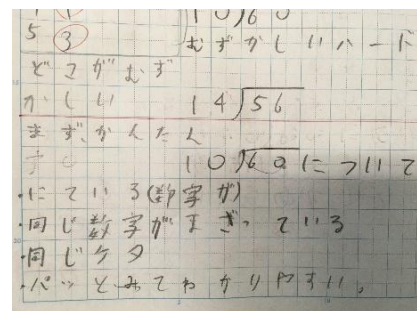 5 3 10)60
むずかしいハード
どこがむず
かしい 14)56
まず、かんたん
10)60について
・にている(数字が)
・同じ数字がまざっている
・同じケタ
・パッとみてわかりやすい。